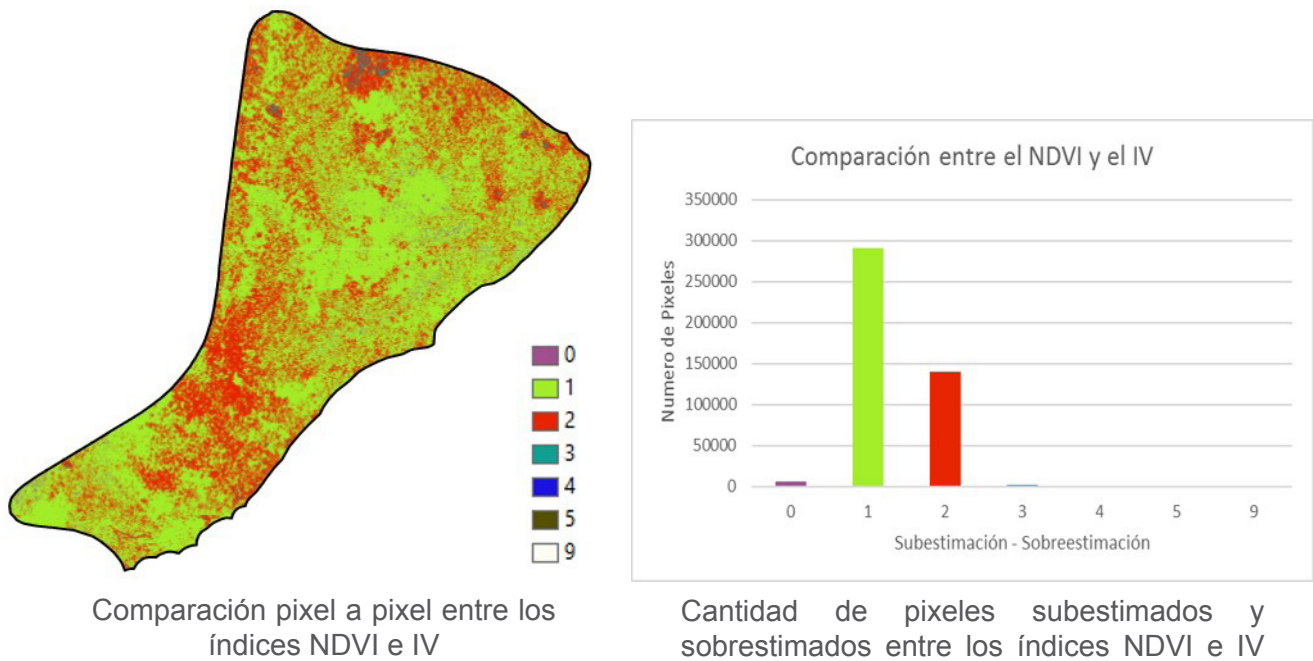 0
1
2
3
4
5
9
Comparación pixel a pixel entre los
índices NDVI e IV
Comparación entre el NDVI y el IV
Numero de Pixeles
350000
300000
250000
200000
150000
100000
50000
0
0 1 2 3 4 5 9
Subestimación - Sobreestimación
Cantidad de pixeles subestimados y
sobrestimados entre los índices NDVI e IV